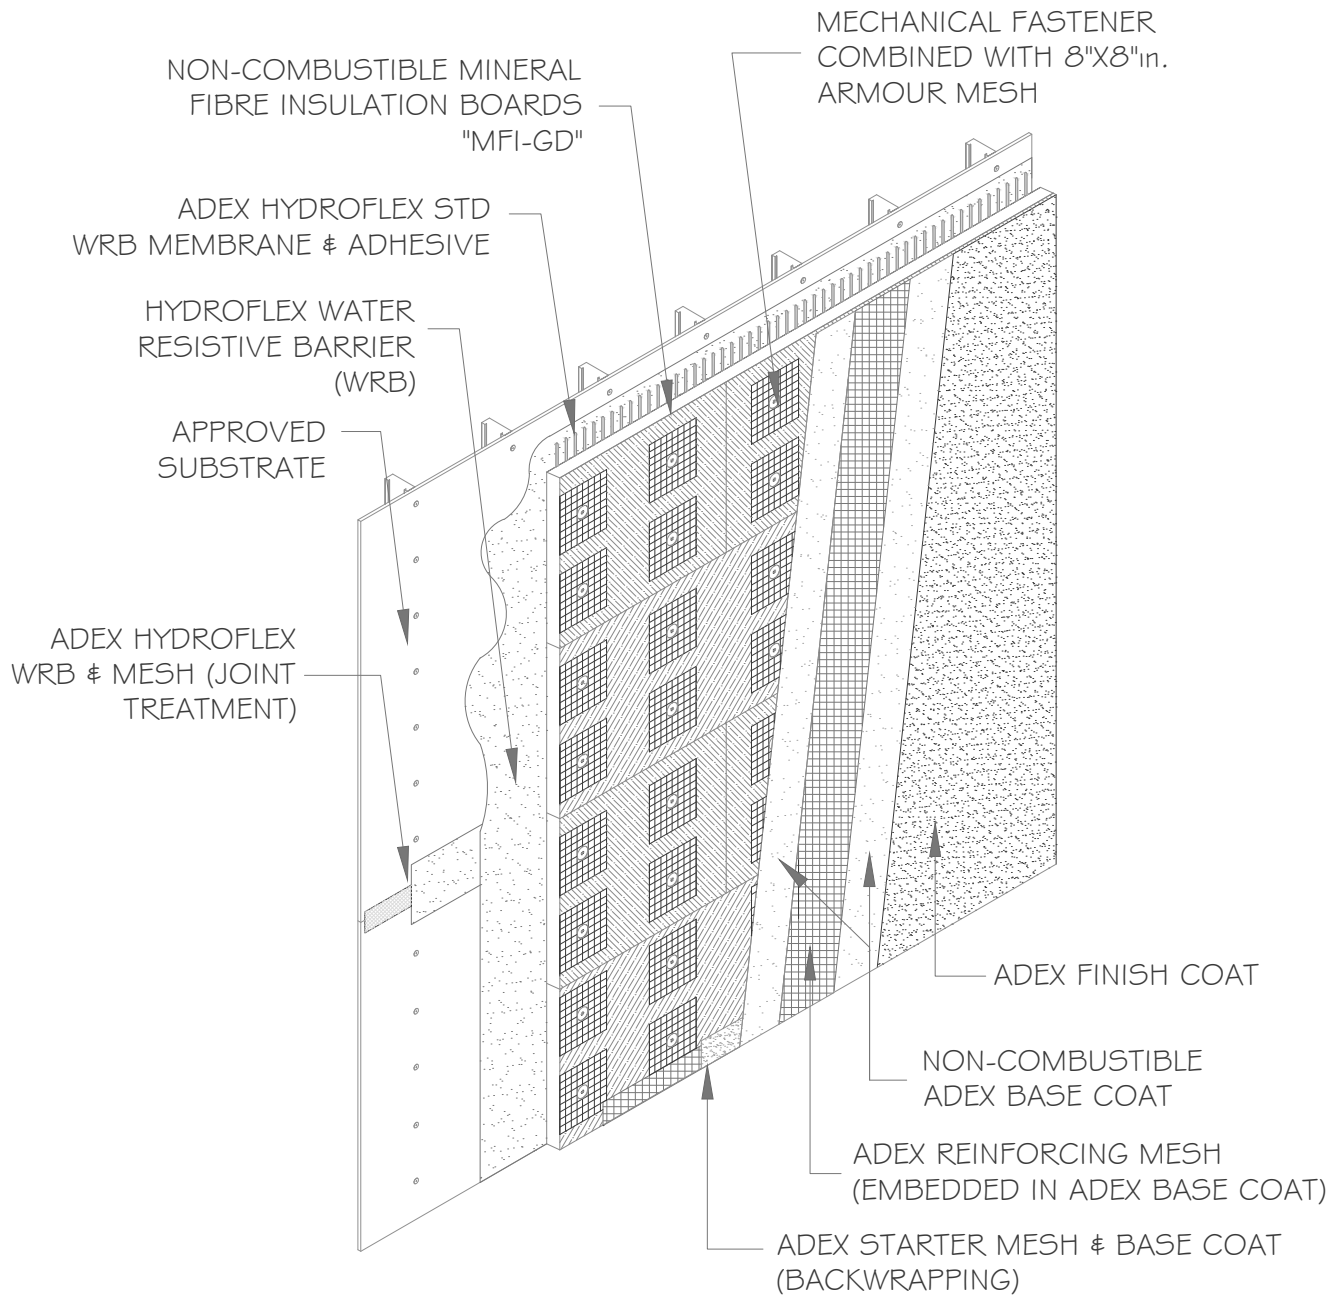 MECHANICAL FASTENER
COMBINED WITH 8"X8"in.
ARMOUR MESH
NON-COMBUSTIBLE MINERAL
FIBRE INSULATION BOARDS
"MFI-GD"
ADEX HYDROFLEX STD
WRB MEMBRANE & ADHESIVE
HYDROFLEX WATER
RESISTIVE BARRIER
(WRB)
APPROVED
SUBSTRATE
ADEX HYDROFLEX
WRB & MESH (JOINT
TREATMENT)
ADEX FINISH COAT
NON-COMBUSTIBLE
ADEX BASE COAT
ADEX REINFORCING MESH
(EMBEDDED IN ADEX BASE COAT)
ADEX STARTER MESH & BASE COAT
(BACKWRAPPING)